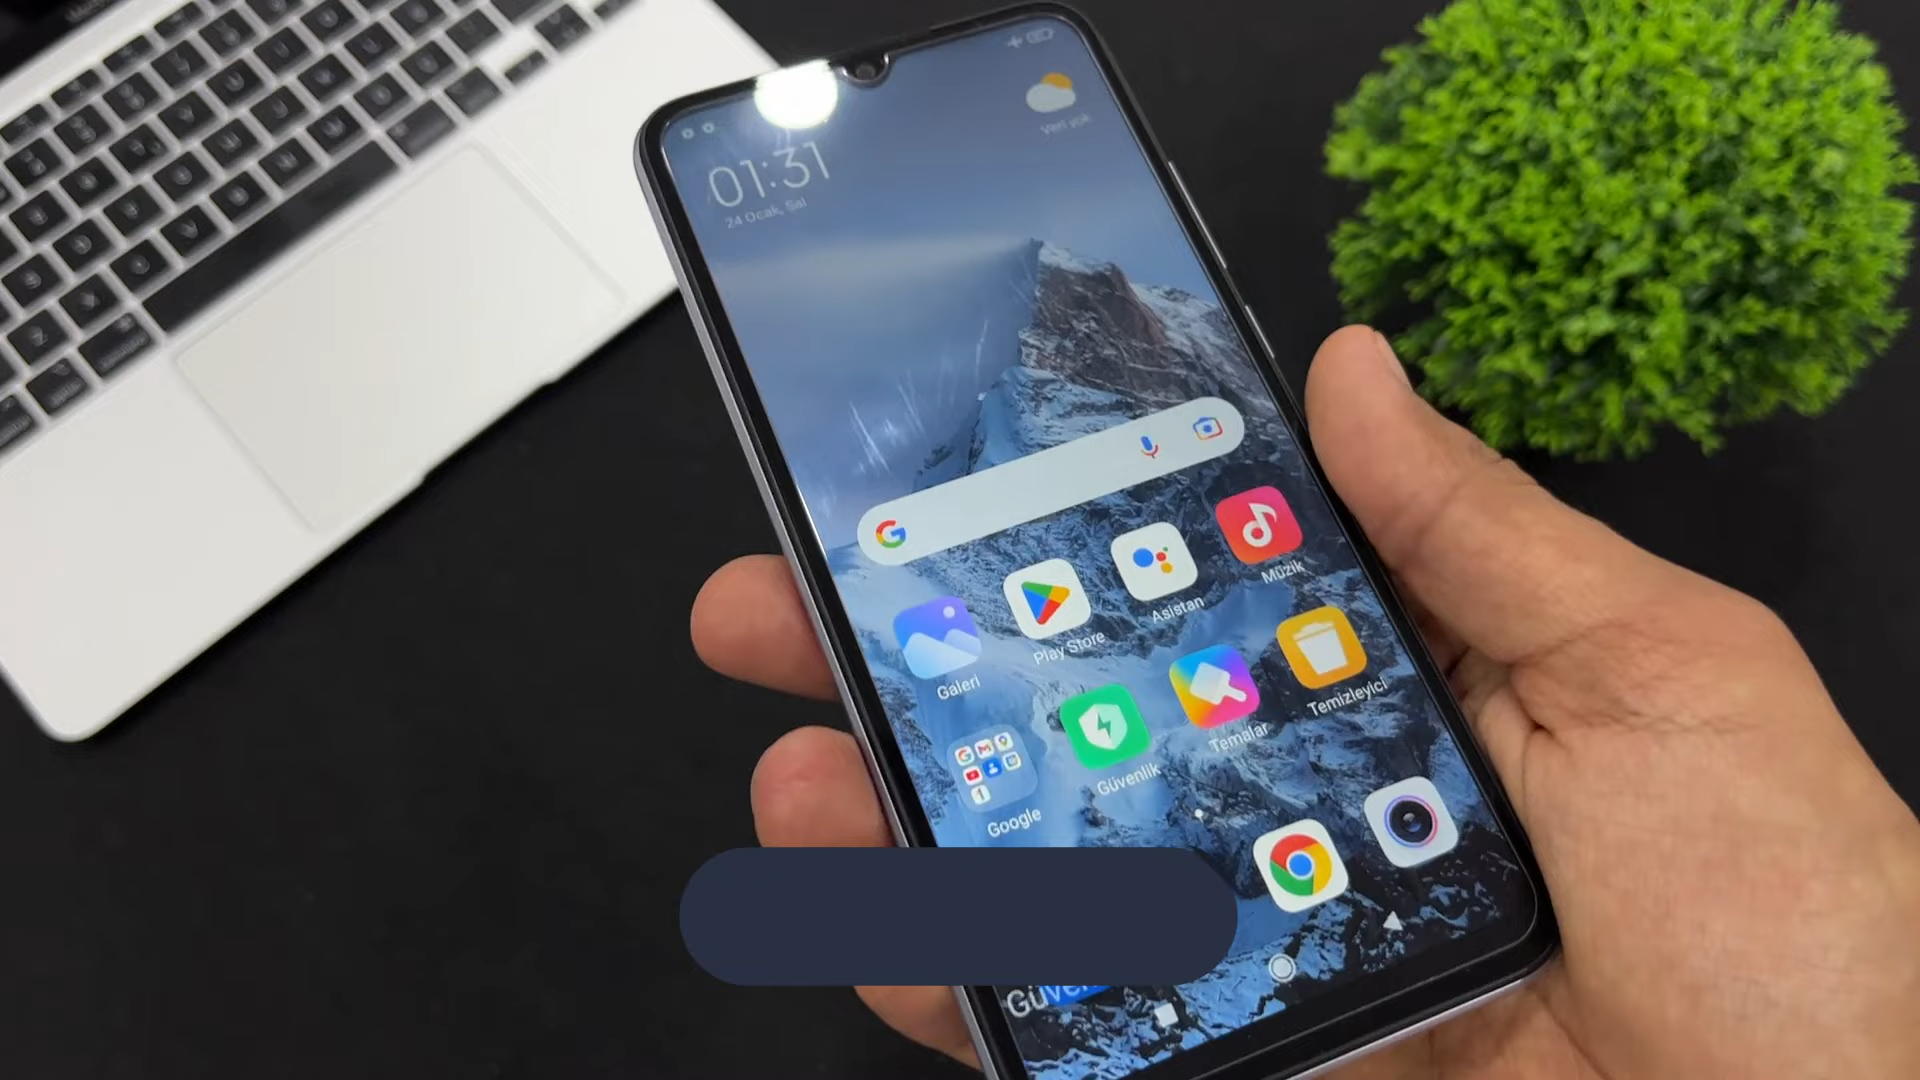 01:31
24 Ocak, Sal
Veri yok
Müzik
Asistan
Play Store
Galeri
Temizleyici
Temalar
Güvenlik
Google